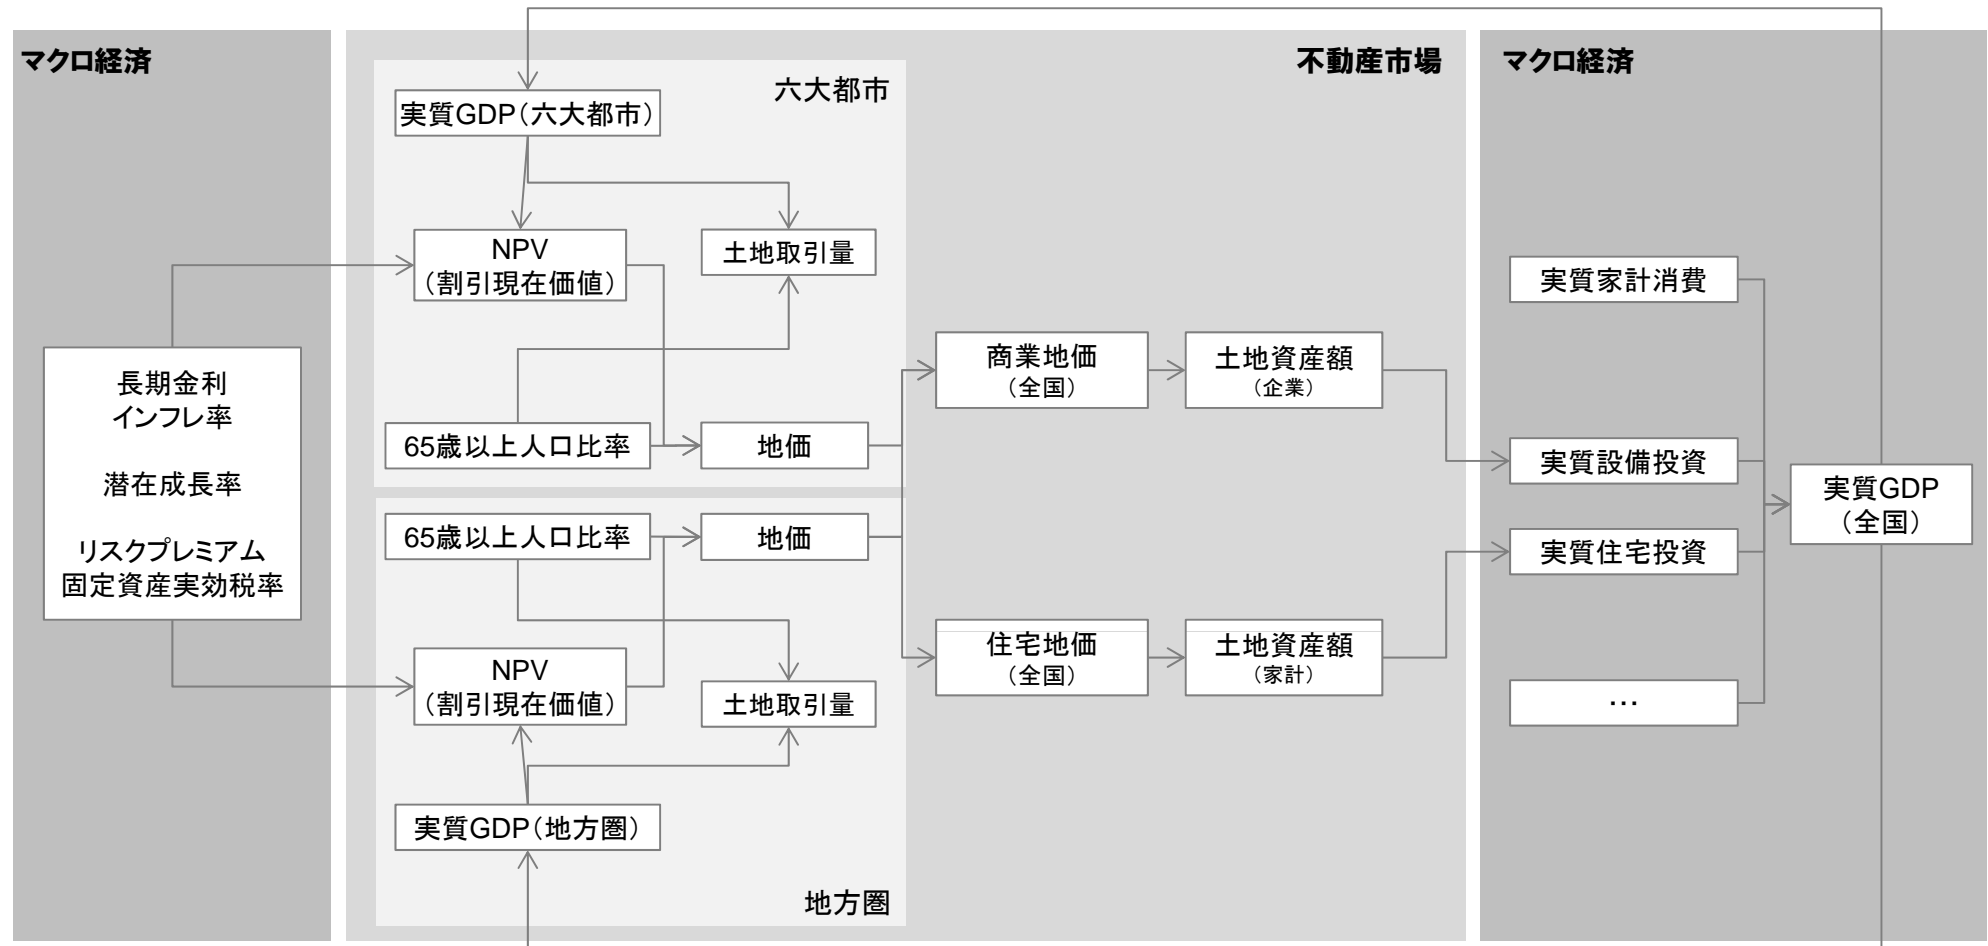 マクロ経済
長期金利
インフレ率
潜在成長率
リスクプレミアム
固定資産実効税率
不動産市場
六大都市
実質GDP（六大都市）
NPV
（割引現在価値）
土地取引量
65歳以上人口比率
地価
65歳以上人口比率
地価
NPV
（割引現在価値）
土地取引量
実質GDP（地方圏）
地方圏
商業地価
（全国）
土地資産額
（企業）
住宅地価
（全国）
土地資産額
（家計）
マクロ経済
実質家計消費
実質設備投資
実質住宅投資
…
実質GDP
（全国）